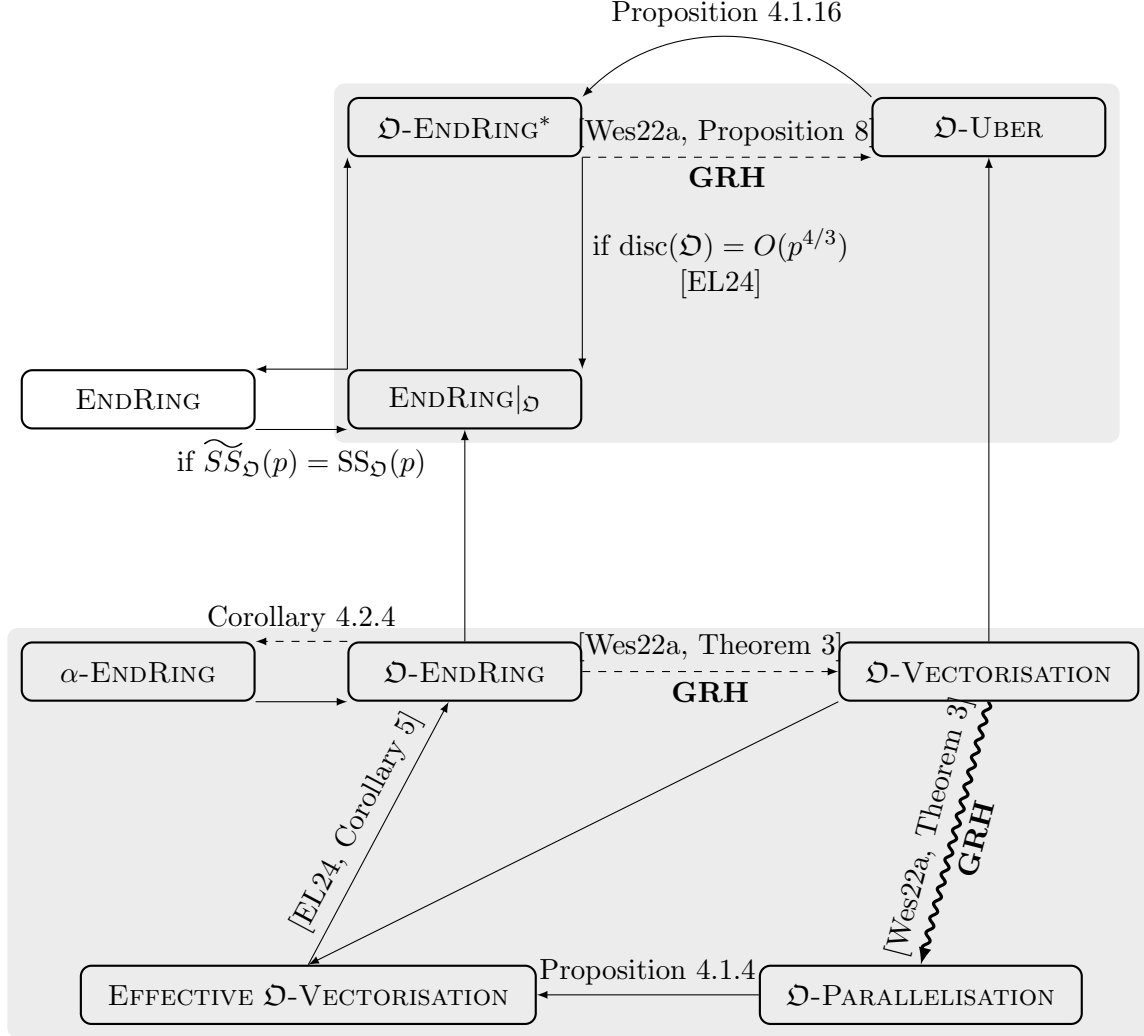 Proposition 4.1.16
𝔒-ENDRING*
[Wes22a, Proposition 8]
GRH
𝔒-UBER
if disc(𝔒) = O(p^{4/3})
[EL24]
ENDRING
ENDRING|_𝔒
if \widetilde{SS}_𝔒(p) = SS_𝔒(p)
Corollary 4.2.4
α-ENDRING
𝔒-ENDRING
[Wes22a, Theorem 3]
GRH
𝔒-VECTORISATION
[EL24, Corollary 5]
[Wes22a, Theorem 3]
GRH
EFFECTIVE 𝔒-VECTORISATION
Proposition 4.1.4
𝔒-PARALLELISATION